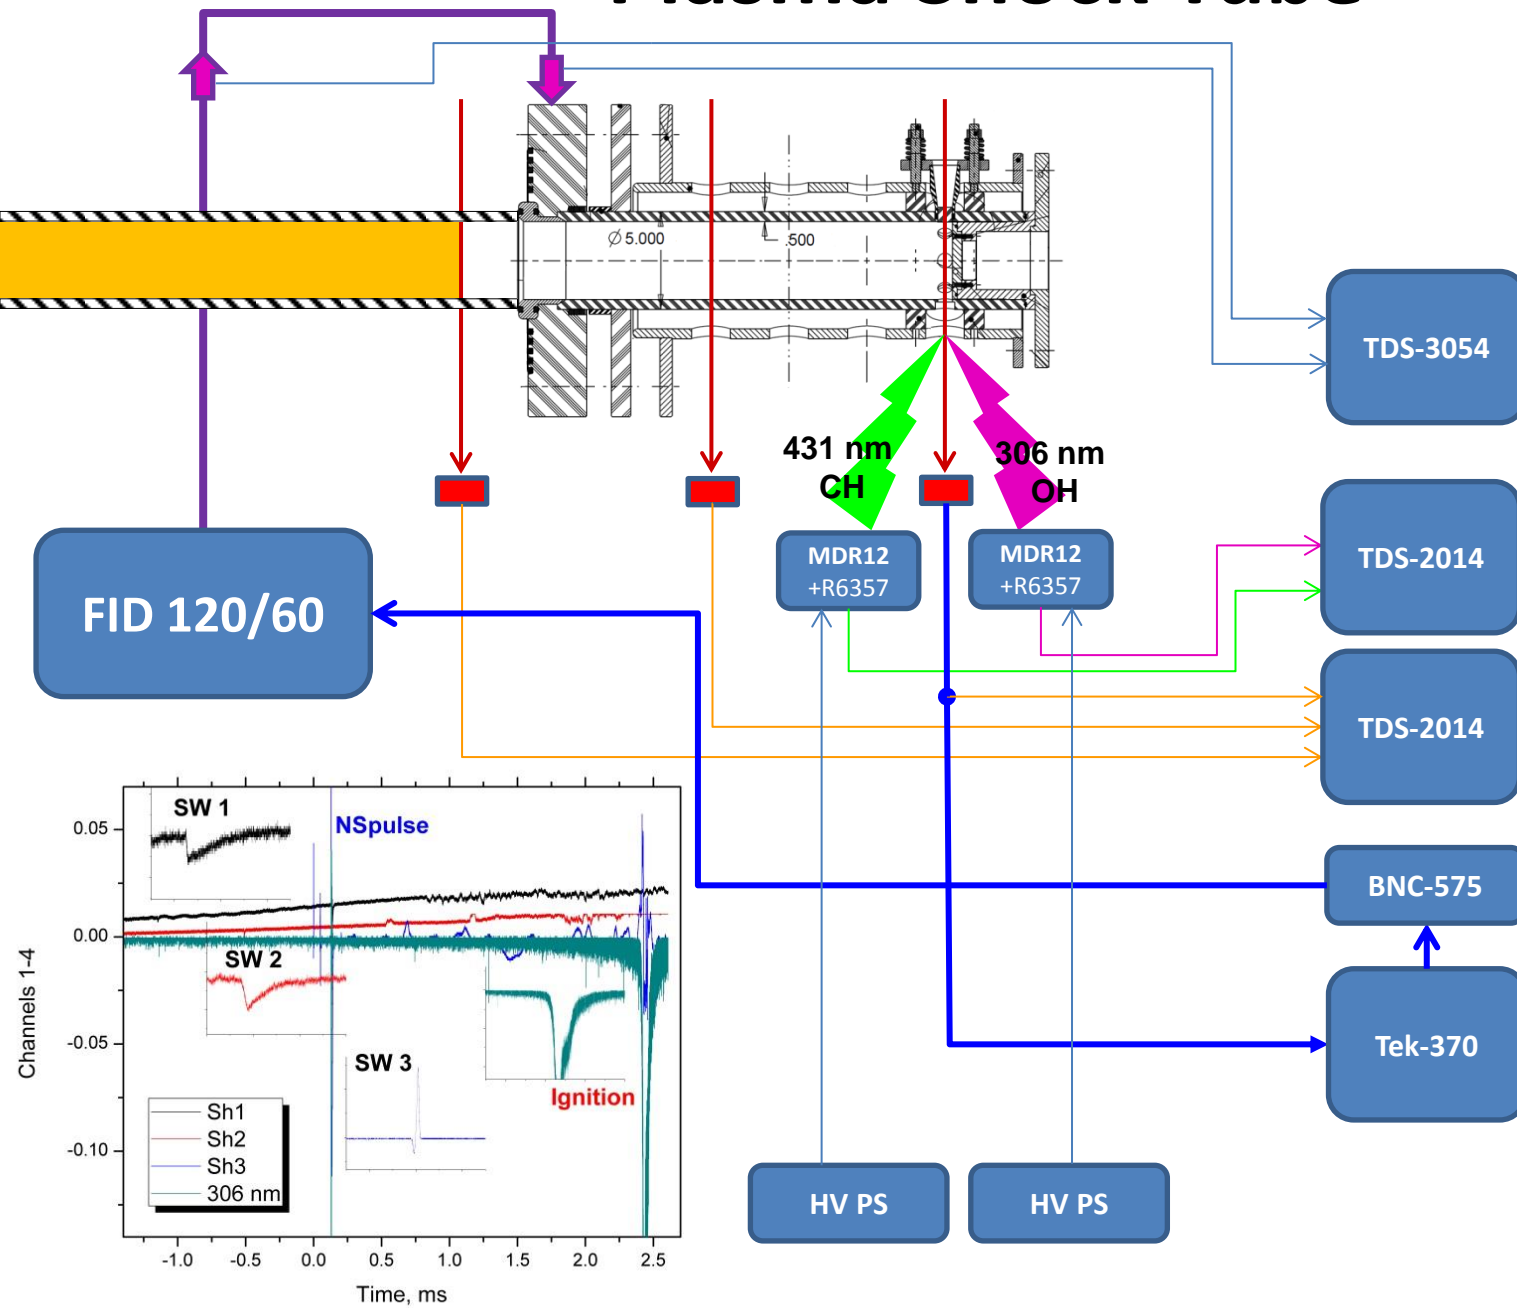 Plasma Shock Tube
Ø 5.000
.500
TDS-3054
431 nm
CH
306 nm
OH
MDR12
+R6357
MDR12
+R6357
TDS-2014
FID 120/60
TDS-2014
BNC-575
Tek-370
HV PS
HV PS
SW 1
NSpulse
SW 2
SW 3
Ignition
0.05
0.00
-0.05
-0.10
Channels 1-4
Sh1
Sh2
Sh3
306 nm
-1.0
-0.5
0.0
0.5
1.0
1.5
2.0
2.5
Time, ms